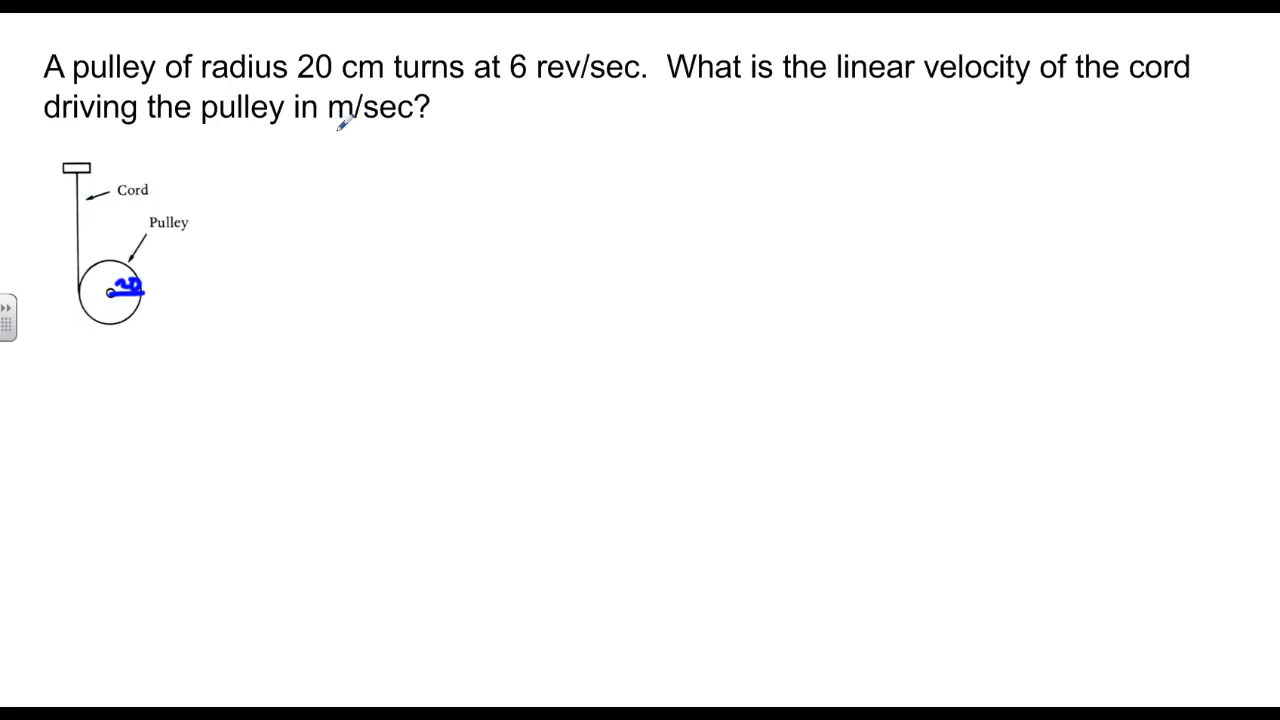 A pulley of radius 20 cm turns at 6 rev/sec.  What is the linear velocity of the cord
driving the pulley in m/sec?
Cord
Pulley
20